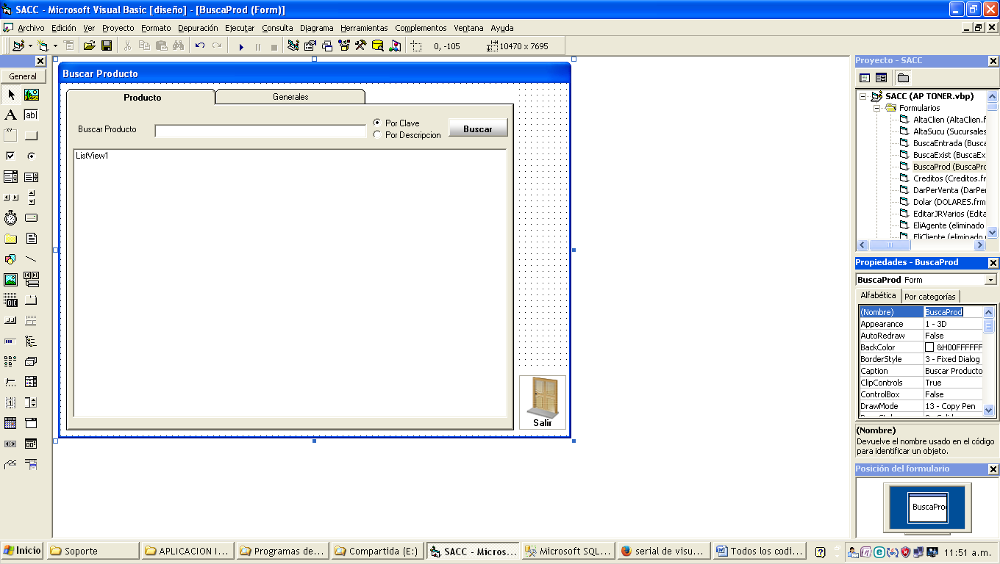 SACC - Microsoft Visual Basic [diseño] - [BuscaProd (Form)]
Archivo Edición Ver Proyecto Formato Depuración Ejecutar Consulta Diagrama Herramientas Complementos Ventana Ayuda
0, -105 10470 x 7695
General
A ab|
OLE
Buscar Producto
Producto Generales
Buscar Producto
Por Clave
Por Descripcion
Buscar
ListView1
Salir
Proyecto - SACC
SACC (AP TONER.vbp)
Formularios
AltaClien (AltaClien.f
AltaSucu (Sucursales
BuscaEntrada (Busca
BuscaExist (BuscaEx
BuscaProd (BuscaPro
Creditos (Creditos.fr
DarPerVenta (DarPer
Dolar (DOLARES.frm
EditarJRVarios (Edita
EliAgente (eliminado
EliCliente (eliminado
Propiedades - BuscaProd
BuscaProd Form
Alfabética Por categorías
(Nombre) BuscaProd
Appearance 1 - 3D
AutoRedraw False
BackColor &H00FFFFFF
BorderStyle 3 - Fixed Dialog
Caption Buscar Producto
ClipControls True
ControlBox False
DrawMode 13 - Copy Pen
(Nombre)
Devuelve el nombre usado en el código
para identificar un objeto.
Posición del formulario
BuscaPro
Inicio Soporte APLICACION I... Programas de... Compartida (E:) SACC - Micros... Microsoft SQL... serial de visu... Todos los codi... 11:51 a.m.